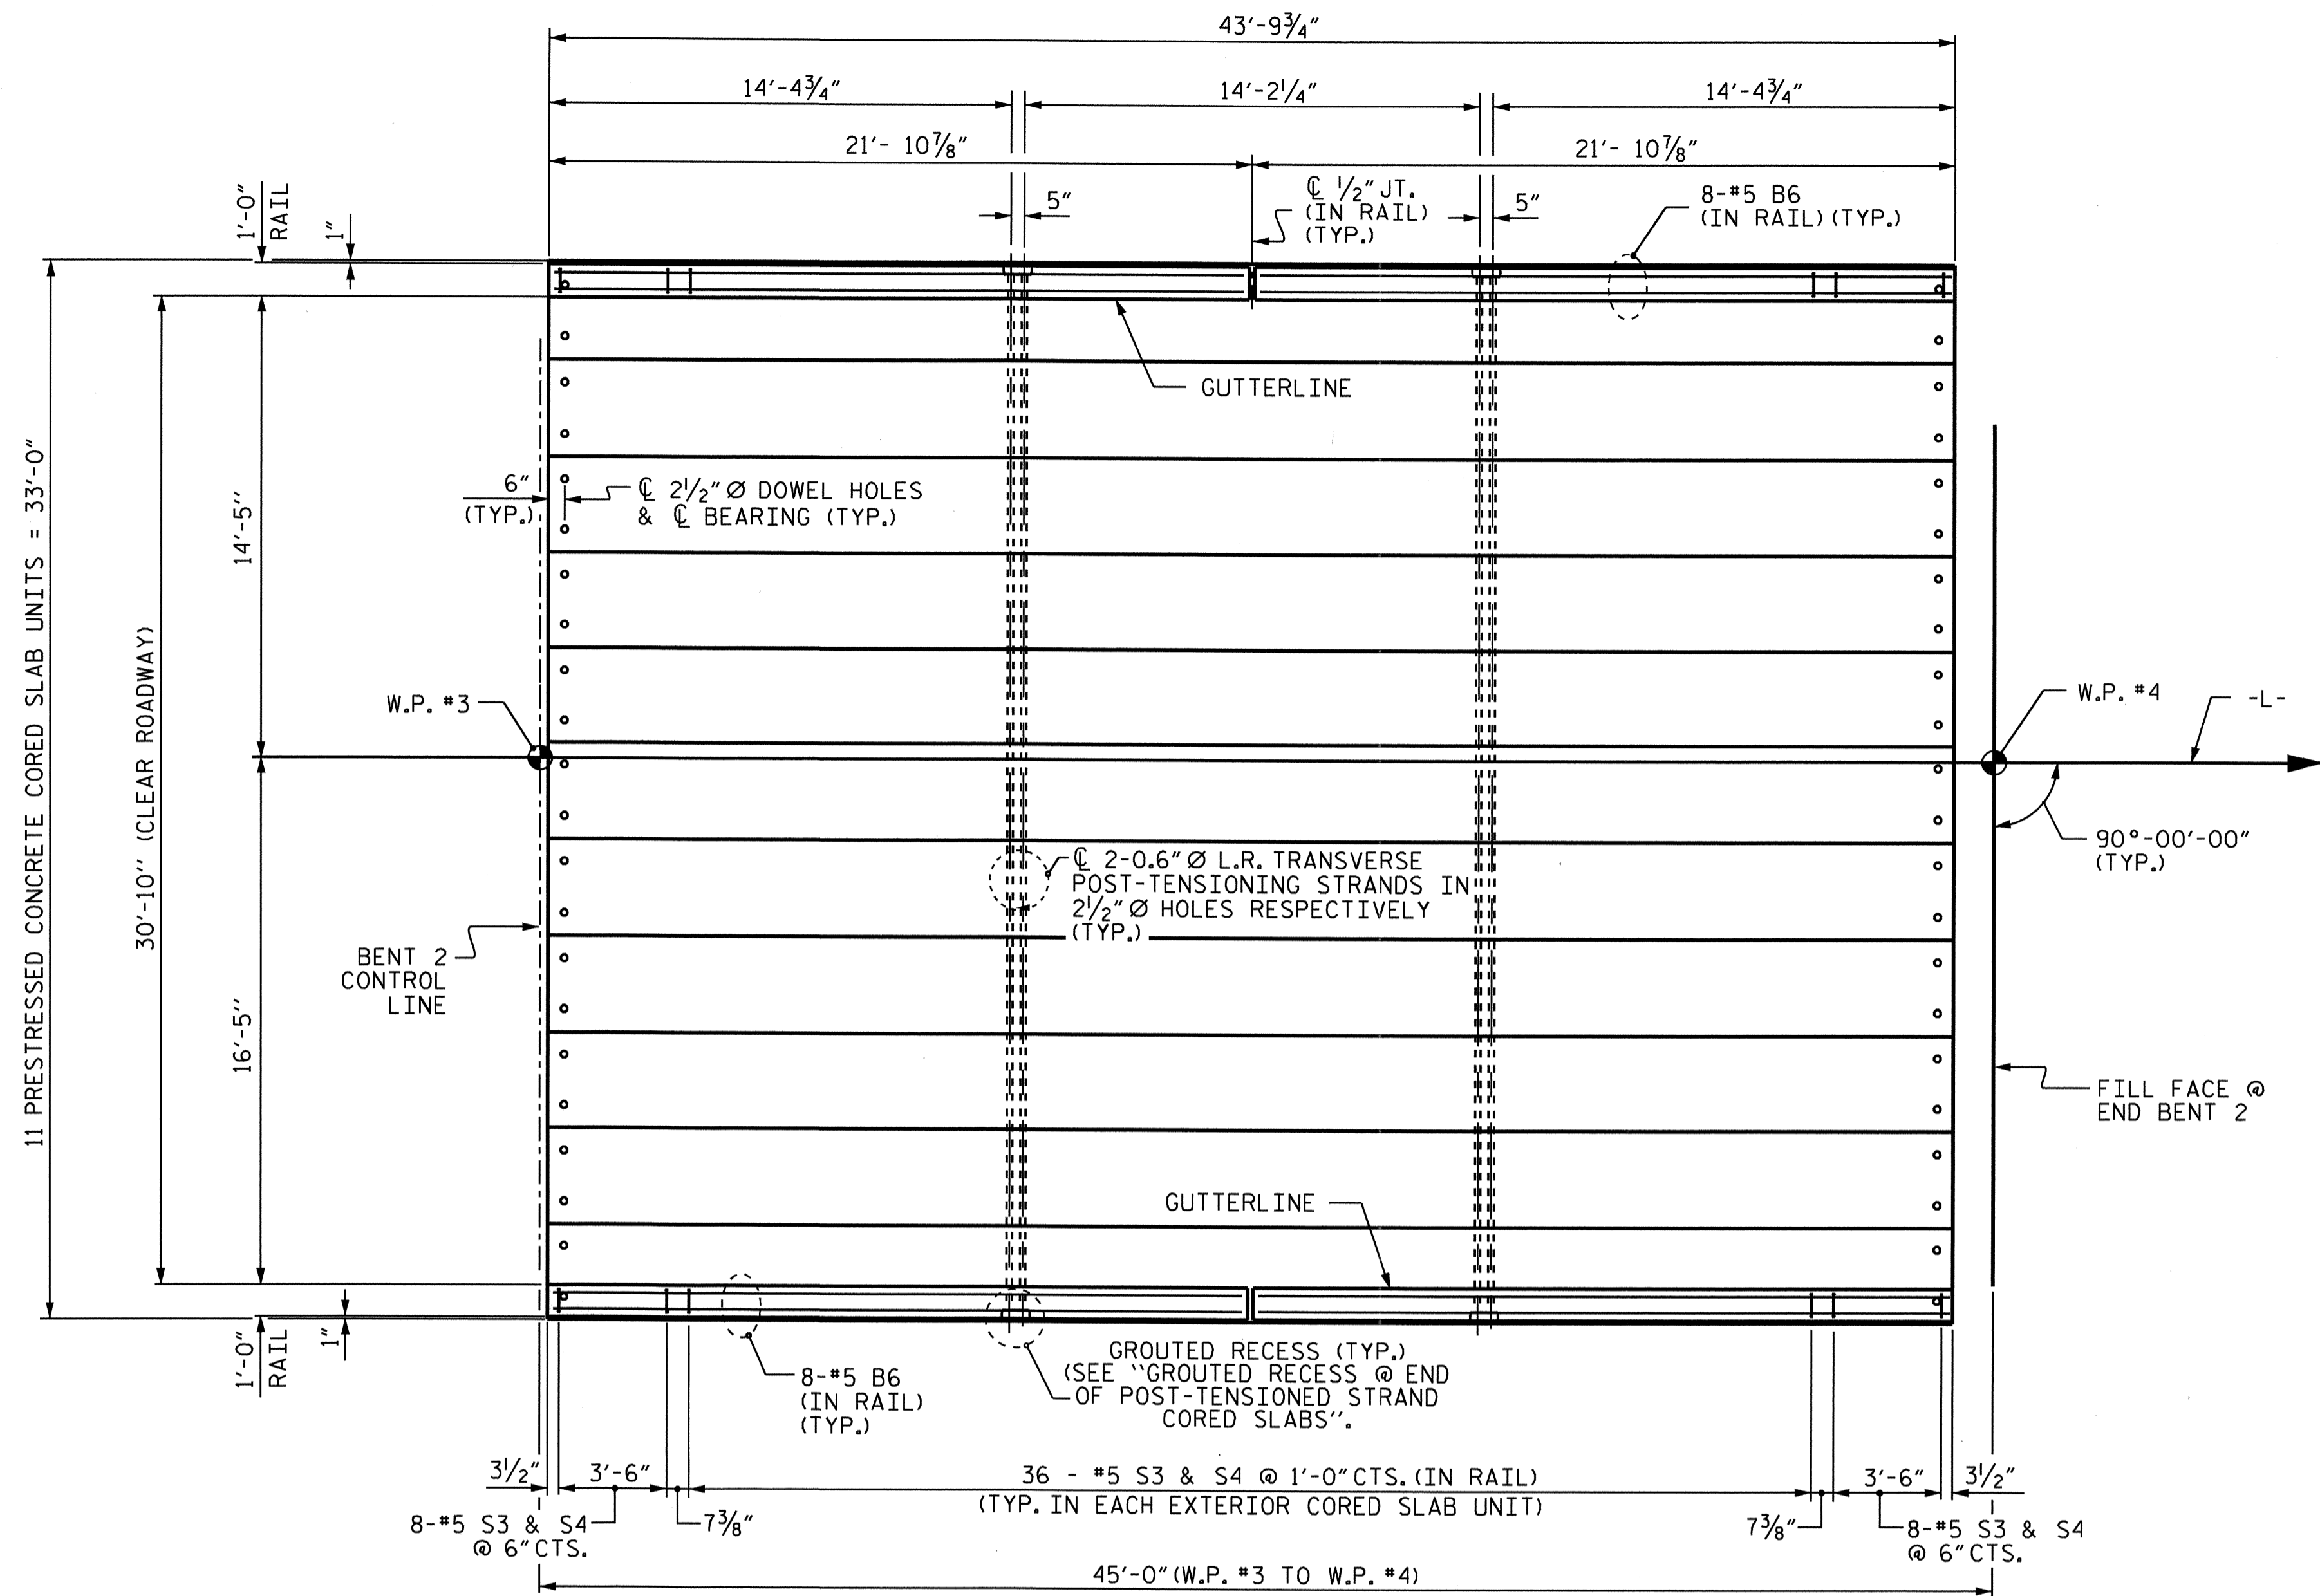 43'-9¾"
14'-4¾"
14'-2¼"
14'-4¾"
21'- 10⅞"
21'- 10⅞"
1'-0"
RAIL
1"
5"
℄ ½" JT.
(IN RAIL)
(TYP.)
5"
8-#5 B6
(IN RAIL) (TYP.)
GUTTERLINE
11 PRESTRESSED CONCRETE CORED SLAB UNITS = 33'-0"
30'-10" (CLEAR ROADWAY)
14'-5"
6"
(TYP.)
℄ 2½" Ø DOWEL HOLES
& ℄ BEARING (TYP.)
W.P. #3
W.P. #4
-L-
90°-00'-00"
(TYP.)
℄ 2-0.6" Ø L.R. TRANSVERSE
POST-TENSIONING STRANDS IN
2½" Ø HOLES RESPECTIVELY
(TYP.)
BENT 2
CONTROL
LINE
16'-5"
FILL FACE @
END BENT 2
GUTTERLINE
1'-0"
RAIL
1"
8-#5 B6
(IN RAIL)
(TYP.)
GROUTED RECESS (TYP.)
(SEE "GROUTED RECESS @ END
OF POST-TENSIONED STRAND
CORED SLABS".
3½"
3'-6"
36 - #5 S3 & S4 @ 1'-0" CTS. (IN RAIL)
(TYP. IN EACH EXTERIOR CORED SLAB UNIT)
3'-6"
3½"
8-#5 S3 & S4
@ 6" CTS.
7⅜"
7⅜"
8-#5 S3 & S4
@ 6" CTS.
45'-0" (W.P. #3 TO W.P. #4)